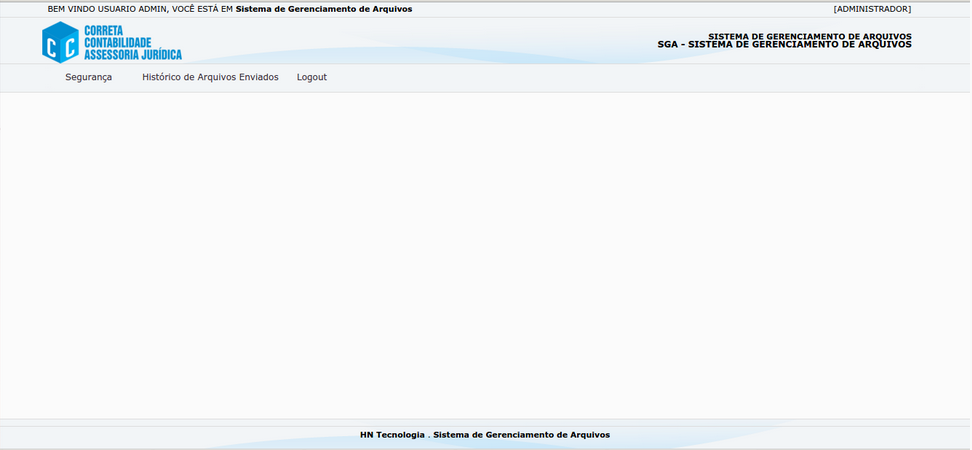 BEM VINDO USUARIO ADMIN, VOCÊ ESTÁ EM Sistema de Gerenciamento de Arquivos [ADMINISTRADOR]
CORRETA
CONTABILIDADE
ASSESSORIA JURÍDICA
SISTEMA DE GERENCIAMENTO DE ARQUIVOS
SGA - SISTEMA DE GERENCIAMENTO DE ARQUIVOS
Segurança Histórico de Arquivos Enviados Logout
HN Tecnologia . Sistema de Gerenciamento de Arquivos